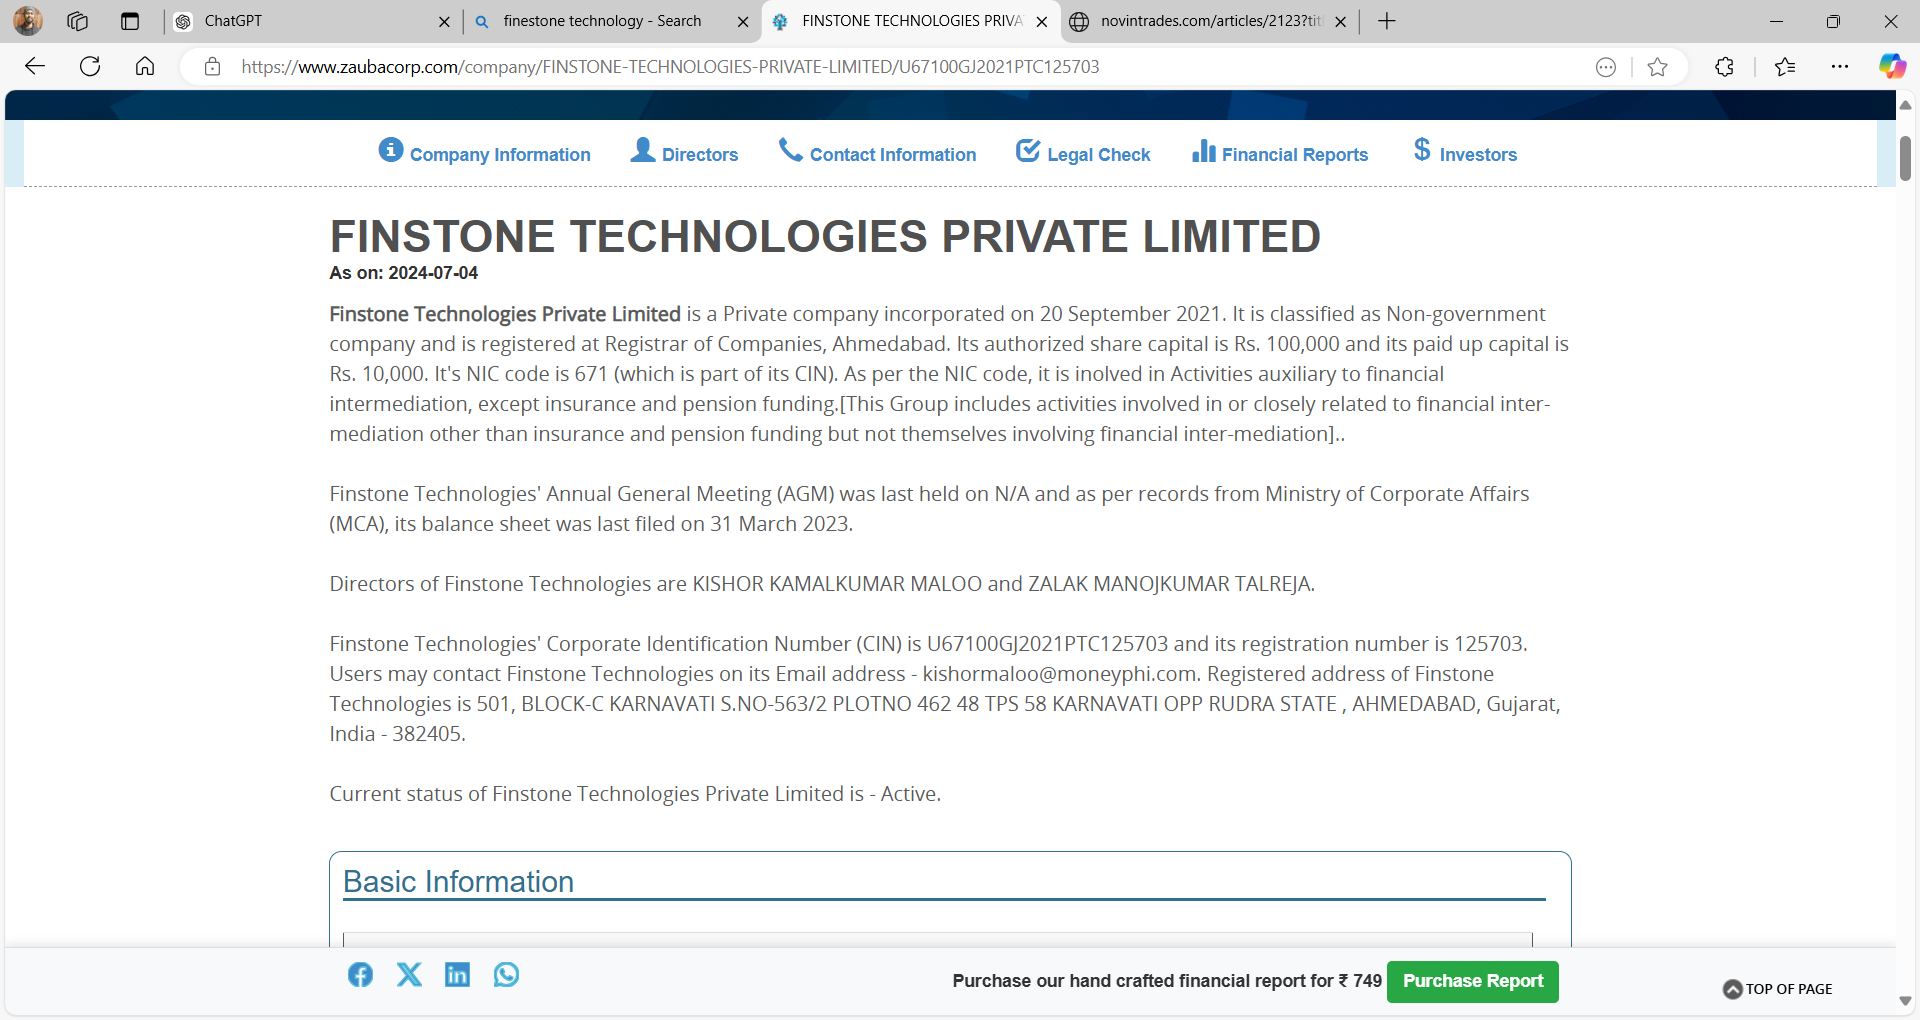 ChatGPT
finestone technology - Search
FINSTONE TECHNOLOGIES PRIVA
novintrades.com/articles/2123?tit
https://www.zaubacorp.com/company/FINSTONE-TECHNOLOGIES-PRIVATE-LIMITED/U67100GJ2021PTC125703
Company Information
Directors
Contact Information
Legal Check
Financial Reports
$ Investors
FINSTONE TECHNOLOGIES PRIVATE LIMITED
As on: 2024-07-04
Finstone Technologies Private Limited is a Private company incorporated on 20 September 2021. It is classified as Non-government
company and is registered at Registrar of Companies, Ahmedabad. Its authorized share capital is Rs. 100,000 and its paid up capital is
Rs. 10,000. It's NIC code is 671 (which is part of its CIN). As per the NIC code, it is inolved in Activities auxiliary to financial
intermediation, except insurance and pension funding.[This Group includes activities involved in or closely related to financial inter-
mediation other than insurance and pension funding but not themselves involving financial inter-mediation]..
Finstone Technologies' Annual General Meeting (AGM) was last held on N/A and as per records from Ministry of Corporate Affairs
(MCA), its balance sheet was last filed on 31 March 2023.
Directors of Finstone Technologies are KISHOR KAMALKUMAR MALOO and ZALAK MANOJKUMAR TALREJA.
Finstone Technologies' Corporate Identification Number (CIN) is U67100GJ2021PTC125703 and its registration number is 125703.
Users may contact Finstone Technologies on its Email address - kishormaloo@moneyphi.com. Registered address of Finstone
Technologies is 501, BLOCK-C KARNAVATI S.NO-563/2 PLOTNO 462 48 TPS 58 KARNAVATI OPP RUDRA STATE , AHMEDABAD, Gujarat,
India - 382405.
Current status of Finstone Technologies Private Limited is - Active.
Basic Information
Purchase our hand crafted financial report for ₹ 749
Purchase Report
TOP OF PAGE